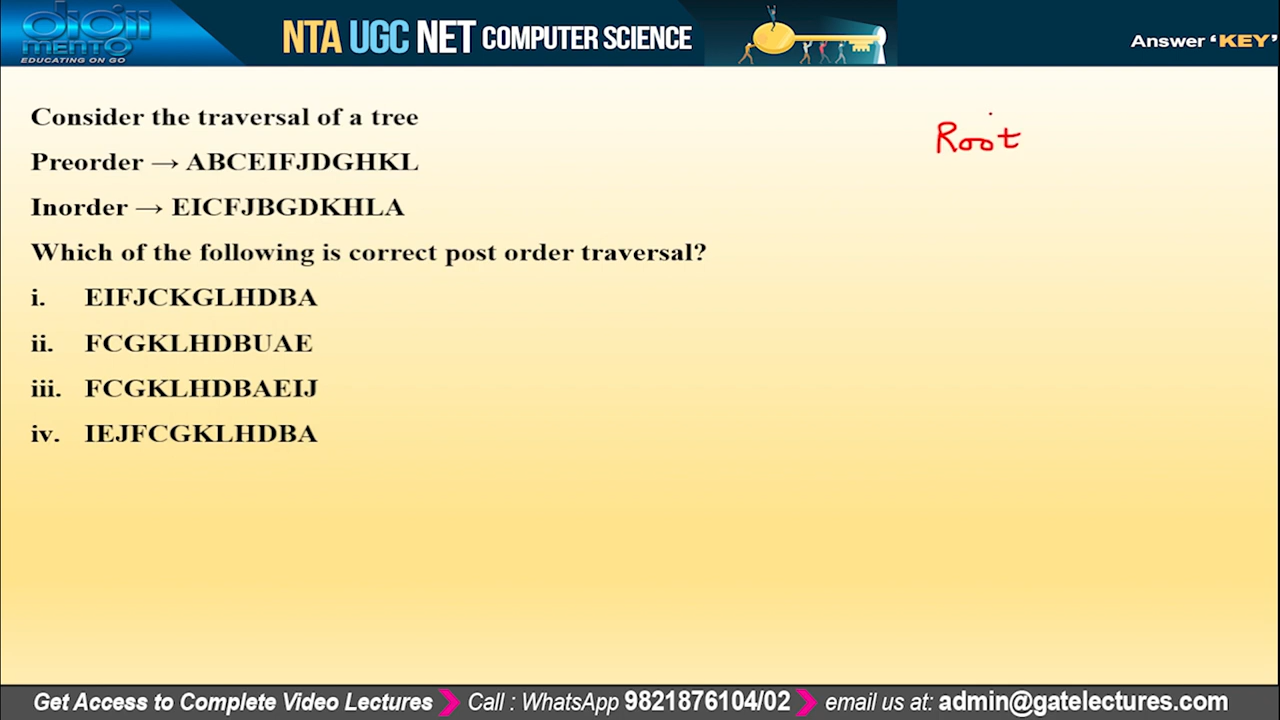 didii
MENTO
EDUCATING ON GO
NTA UGC NET COMPUTER SCIENCE
Answer ‘KEY’
Consider the traversal of a tree
Root
Preorder → ABCEIFJDGHKL
Inorder → EICFJBGDKHLA
Which of the following is correct post order traversal?
i. EIFJCKGLHDBA
ii. FCGKLHDBUAE
iii. FCGKLHDBAEIJ
iv. IEJFCGKLHDBA
Get Access to Complete Video Lectures Call : WhatsApp 9821876104/02 email us at: admin@gatelectures.com